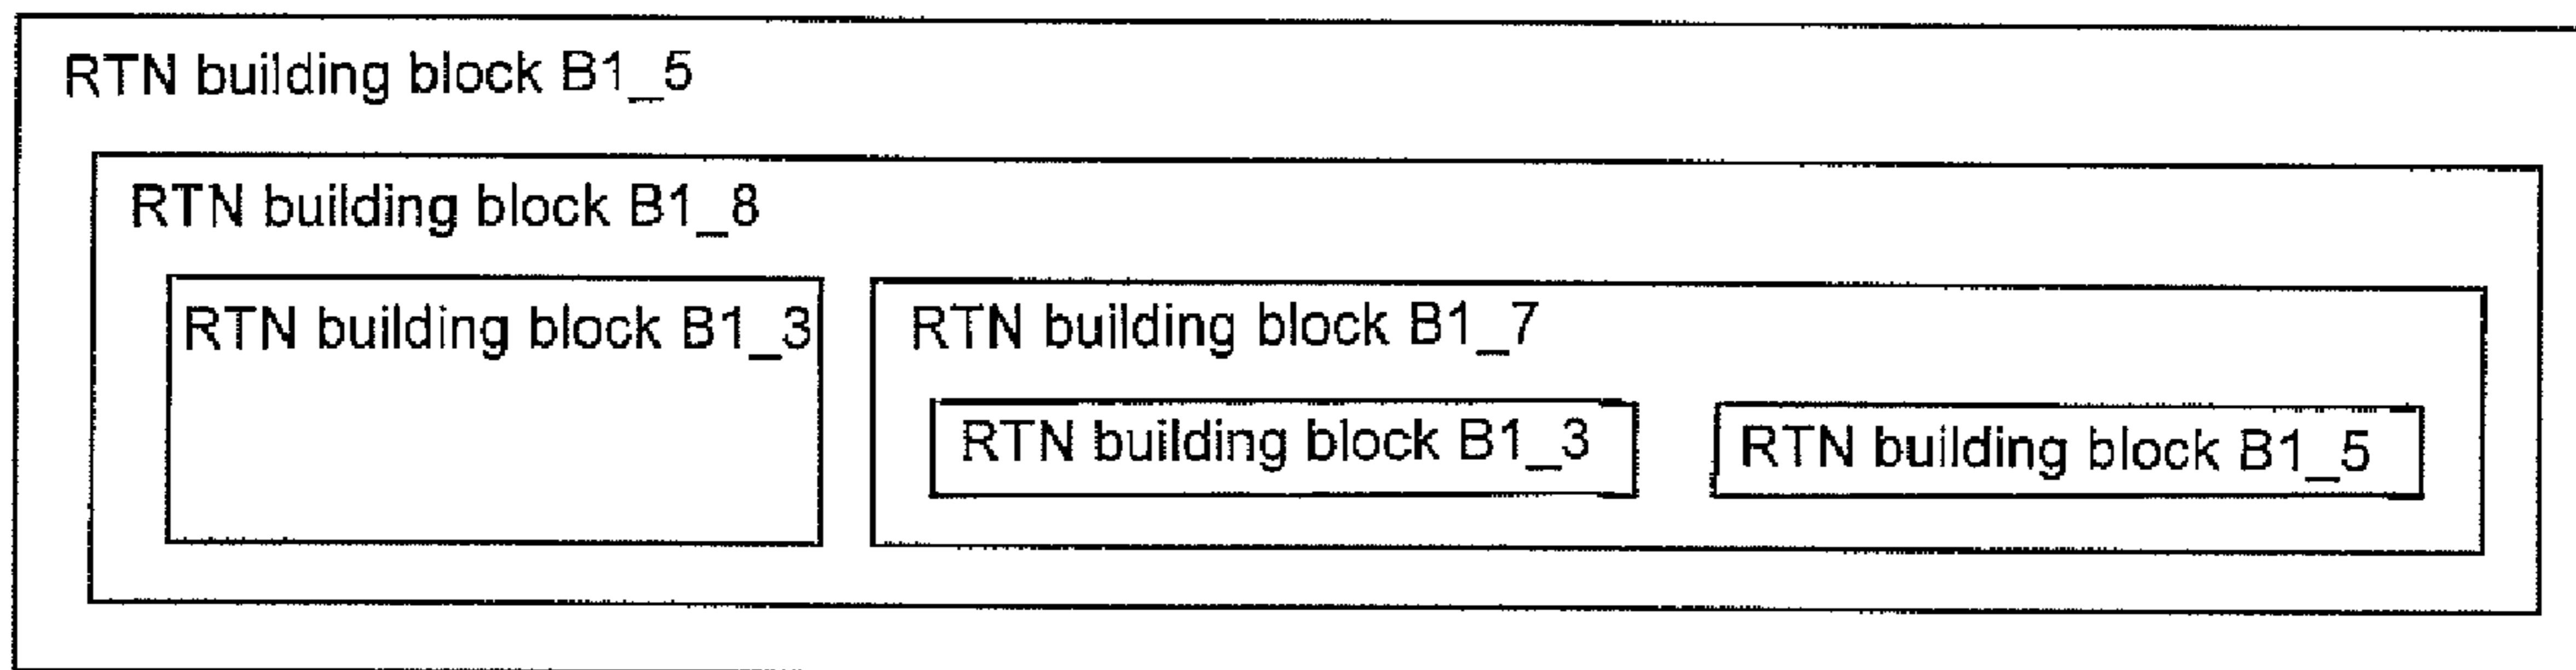 RTN building block B1_5
RTN building block B1_8
RTN building block B1_3
RTN building block B1_7
RTN building block B1_3
RTN building block B1_5